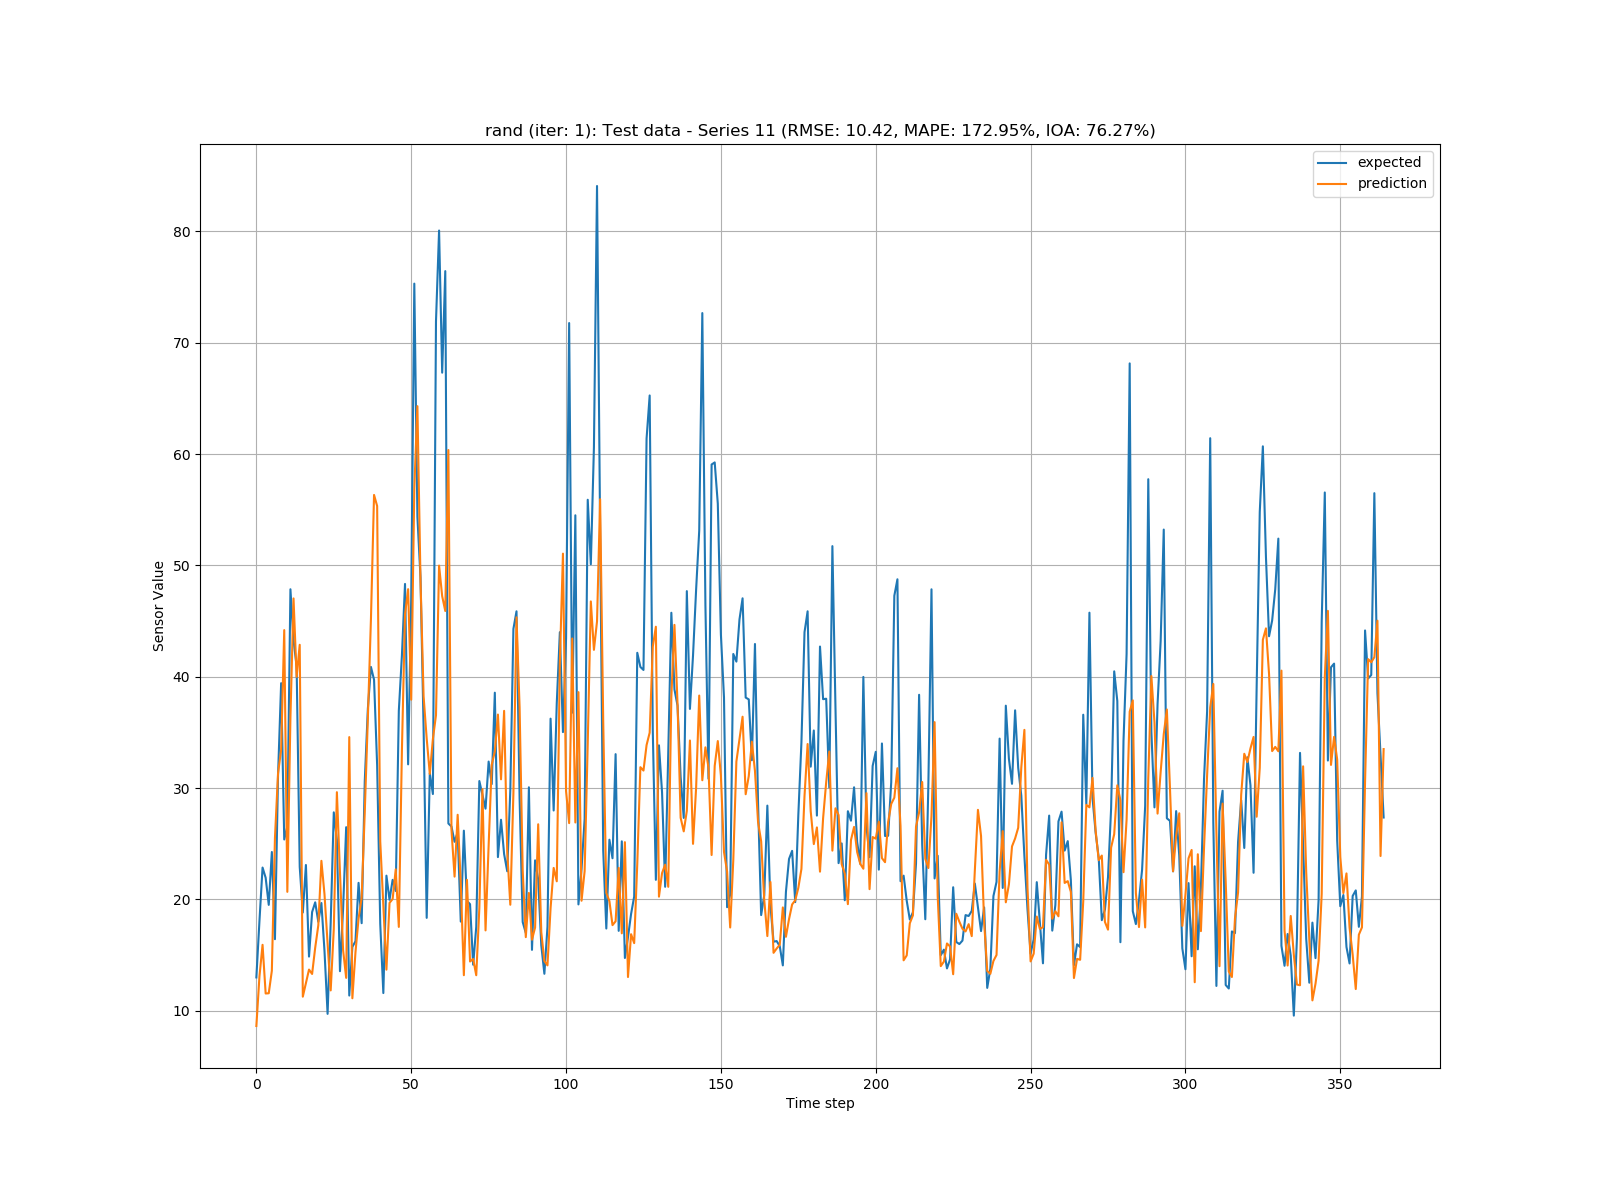 rand (iter: 1): Test data - Series 11 (RMSE: 10.42, MAPE: 172.95%, IOA: 76.27%)
expected
prediction
80
70
60
50
40
30
20
10
Sensor Value
0 50 100 150 200 250 300 350
Time step